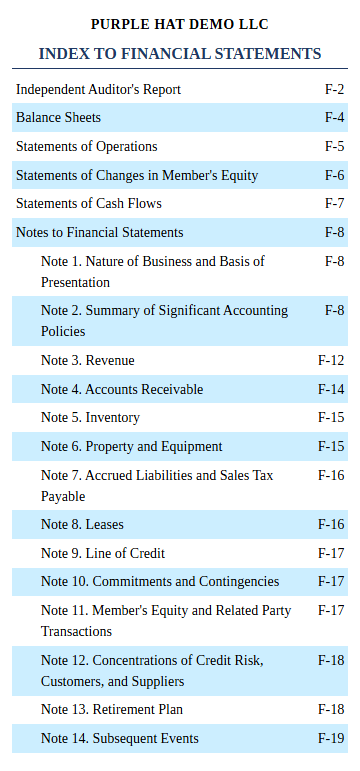 PURPLE HAT DEMO LLC
INDEX TO FINANCIAL STATEMENTS
Independent Auditor's Report F-2
Balance Sheets F-4
Statements of Operations F-5
Statements of Changes in Member's Equity F-6
Statements of Cash Flows F-7
Notes to Financial Statements F-8
Note 1. Nature of Business and Basis of F-8
Presentation
Note 2. Summary of Significant Accounting F-8
Policies
Note 3. Revenue F-12
Note 4. Accounts Receivable F-14
Note 5. Inventory F-15
Note 6. Property and Equipment F-15
Note 7. Accrued Liabilities and Sales Tax F-16
Payable
Note 8. Leases F-16
Note 9. Line of Credit F-17
Note 10. Commitments and Contingencies F-17
Note 11. Member's Equity and Related Party F-17
Transactions
Note 12. Concentrations of Credit Risk, F-18
Customers, and Suppliers
Note 13. Retirement Plan F-18
Note 14. Subsequent Events F-19